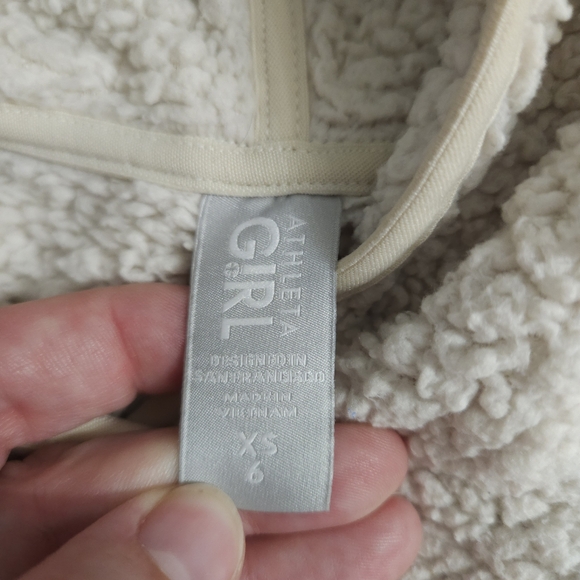 ATHLETA
GIRL
DESIGNED IN
SAN FRANCISCO
MADE IN
VIETNAM
XS
6